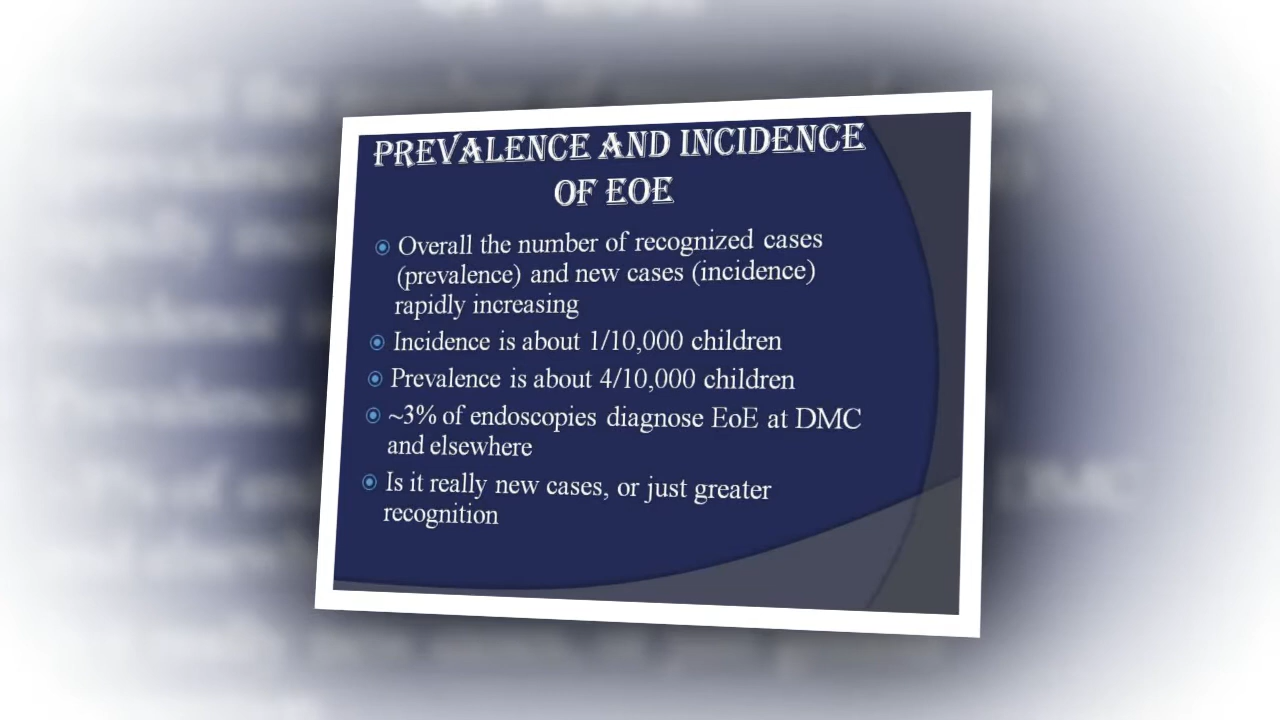 PREVALENCE AND INCIDENCE
OF EOE
Overall the number of recognized cases
(prevalence) and new cases (incidence)
rapidly increasing
Incidence is about 1/10,000 children
Prevalence is about 4/10,000 children
~3% of endoscopies diagnose EoE at DMC
and elsewhere
Is it really new cases, or just greater
recognition